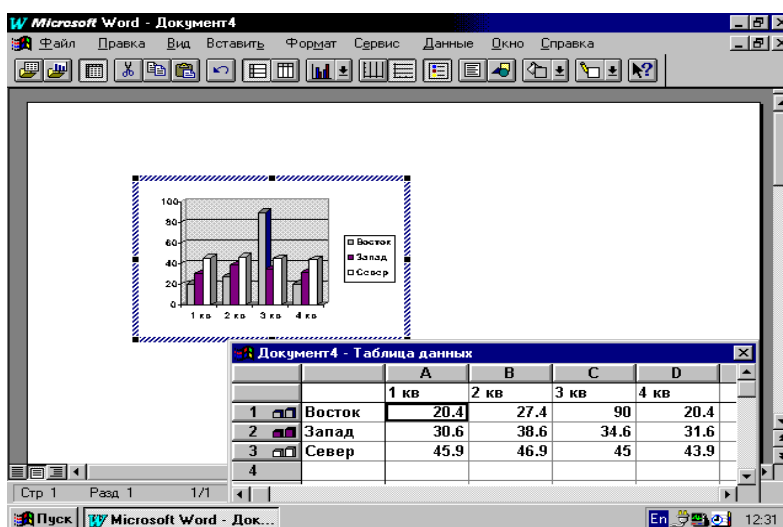 Microsoft Word - Документ4
Файл Правка Вид Вставить Формат Сервис Данные Окно Справка
100
80
60
40
20
0
1 кв 2 кв 3 кв 4 кв
Восток
Запад
Север
Документ4 - Таблица данных
A B C D
1 кв 2 кв 3 кв 4 кв
1 Восток 20.4 27.4 90 20.4
2 Запад 30.6 38.6 34.6 31.6
3 Север 45.9 46.9 45 43.9
4
Стр 1 Разд 1 1/1
Пуск Microsoft Word - Док... En 12:31